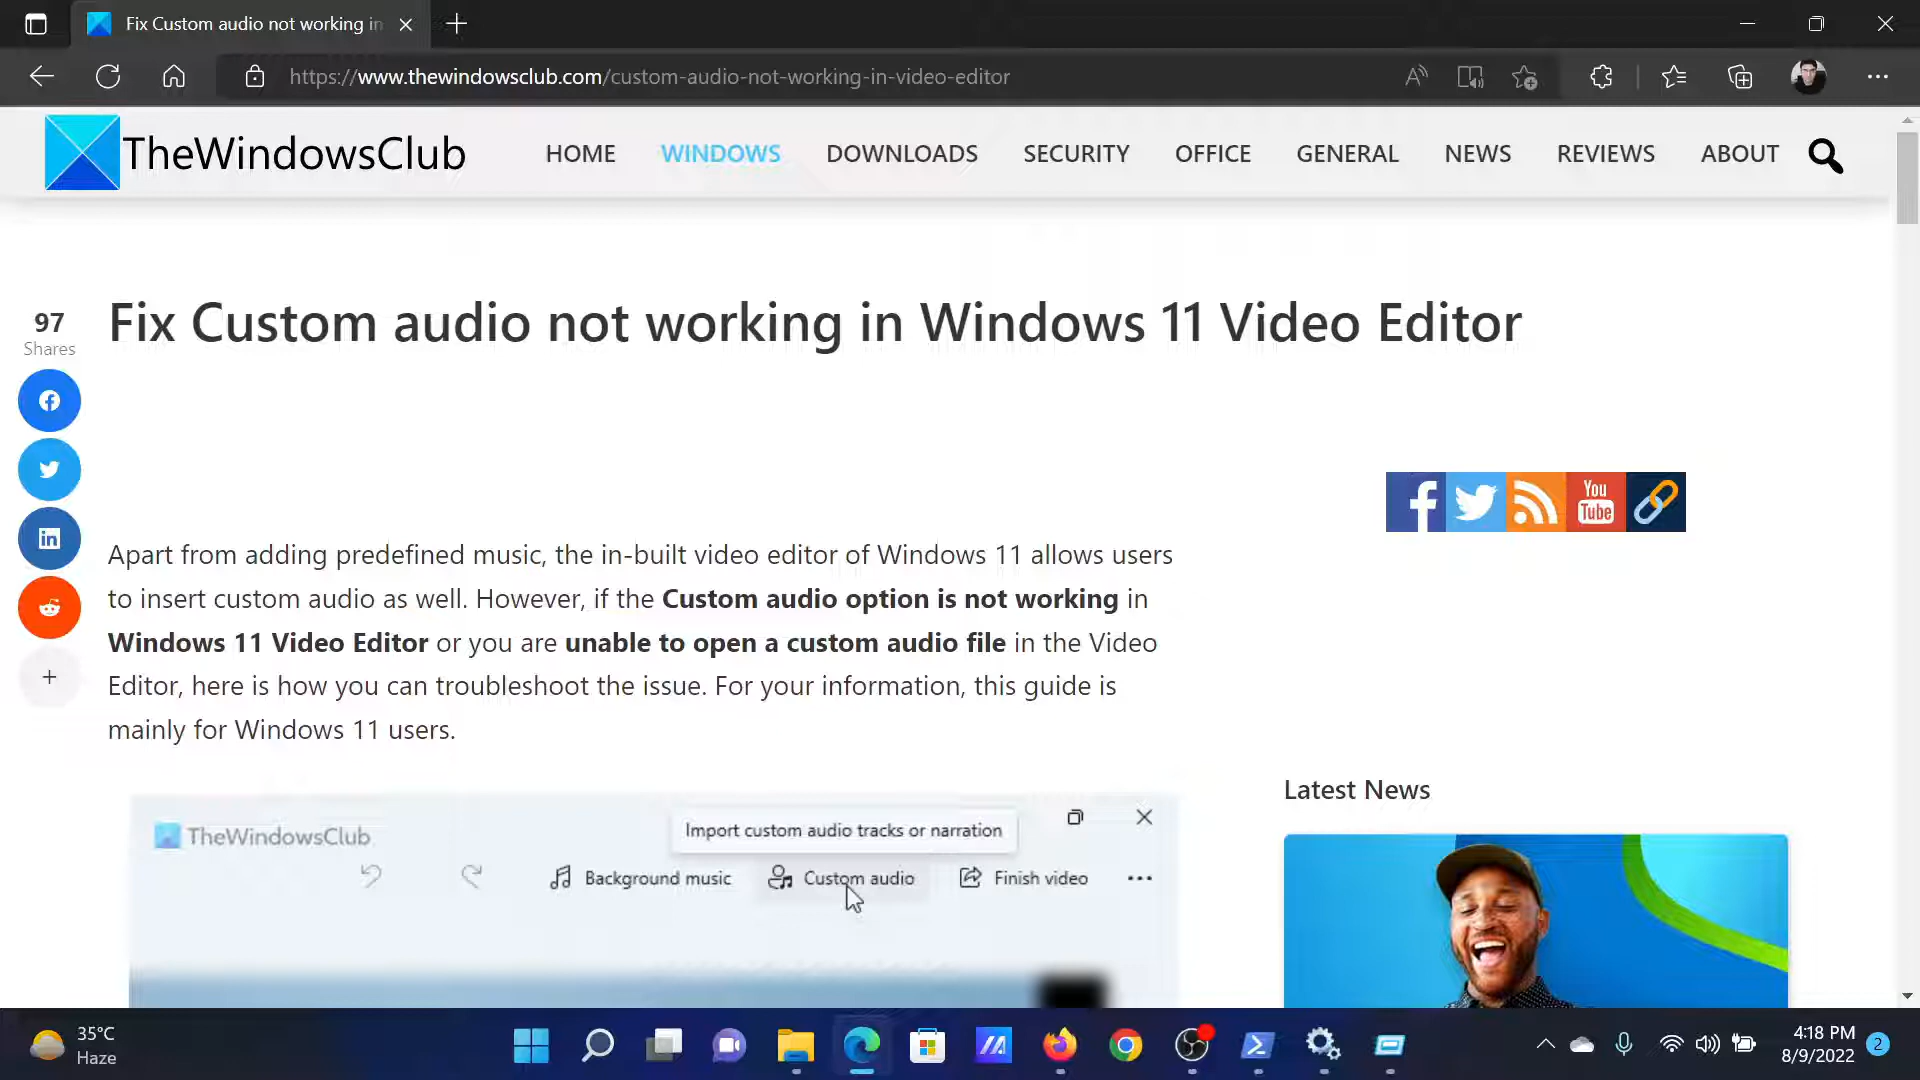 Fix Custom audio not working in
https://www.thewindowsclub.com/custom-audio-not-working-in-video-editor
TheWindowsClub
HOME
WINDOWS
DOWNLOADS
SECURITY
OFFICE
GENERAL
NEWS
REVIEWS
ABOUT
Fix Custom audio not working in Windows 11 Video Editor
97
Shares
You
Tube
Apart from adding predefined music, the in-built video editor of Windows 11 allows users
to insert custom audio as well. However, if the Custom audio option is not working in
Windows 11 Video Editor or you are unable to open a custom audio file in the Video
Editor, here is how you can troubleshoot the issue. For your information, this guide is
mainly for Windows 11 users.
TheWindowsClub
Import custom audio tracks or narration
Background music
Custom audio
Finish video
Latest News
35°C
Haze
4:18 PM
8/9/2022
2